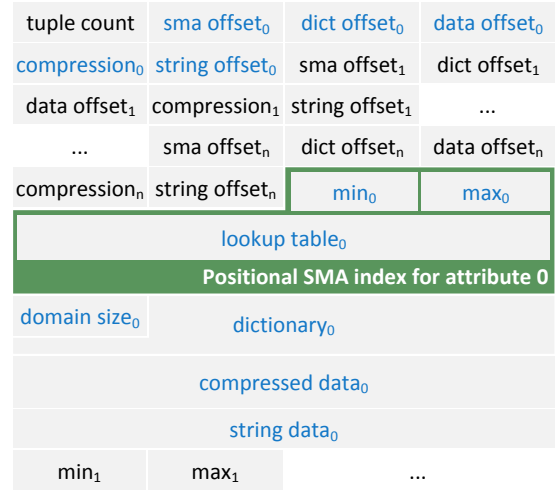 tuple count sma offset₀ dict offset₀ data offset₀
compression₀ string offset₀ sma offset₁ dict offset₁
data offset₁ compression₁ string offset₁ ...
... sma offsetₙ dict offsetₙ data offsetₙ
compressionₙ string offsetₙ min₀ max₀
lookup table₀
Positional SMA index for attribute 0
domain size₀ dictionary₀
compressed data₀
string data₀
min₁ max₁ ...